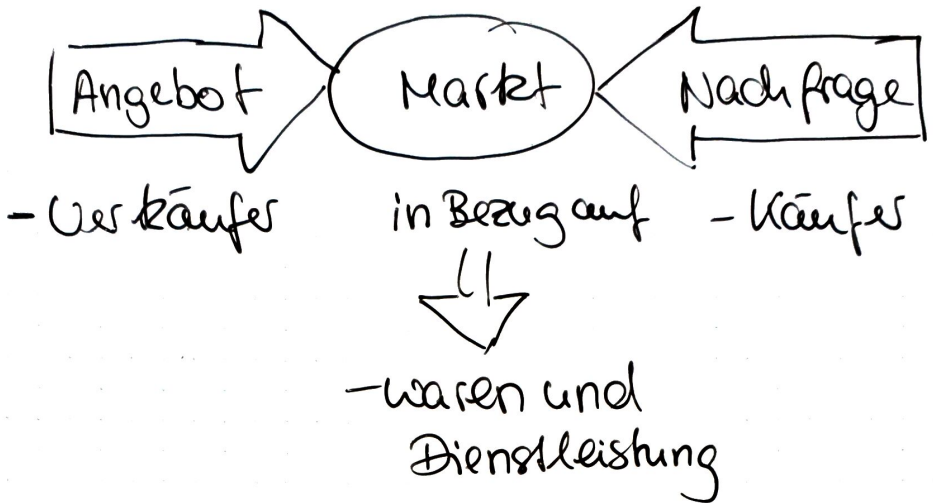 Angebot Markt Nachfrage
- Verkäufer in Bezug auf - Käufer
- waren und
Dienstleistung